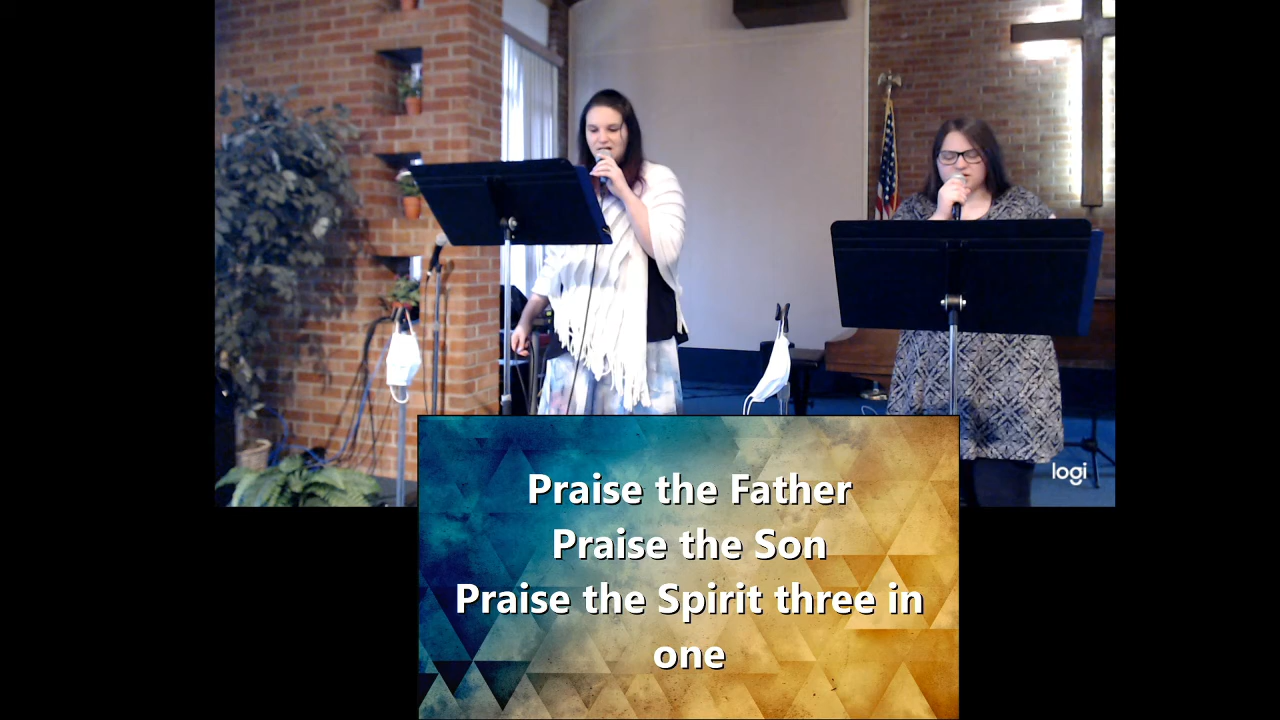 logi
Praise the Father
Praise the Son
Praise the Spirit three in
one